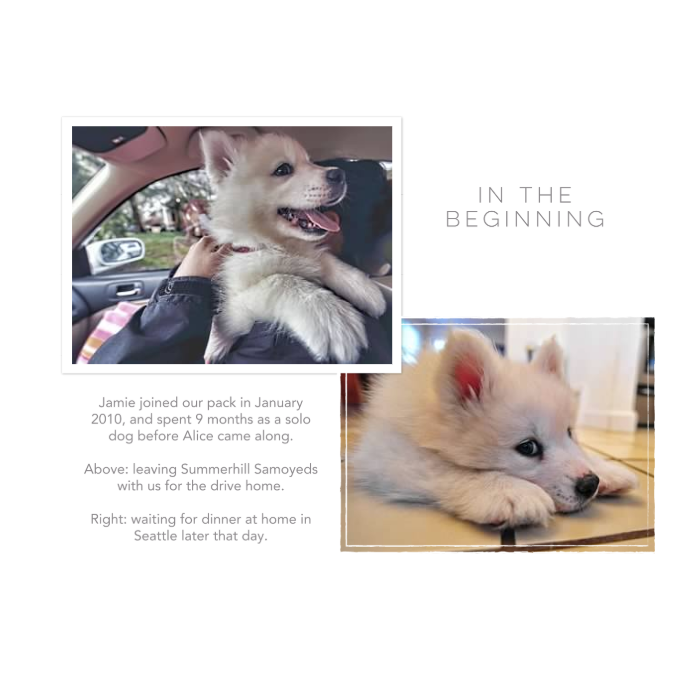 IN THE
BEGINNING
Jamie joined our pack in January
2010, and spent 9 months as a solo
dog before Alice came along.
Above: leaving Summerhill Samoyeds
with us for the drive home.
Right: waiting for dinner at home in
Seattle later that day.